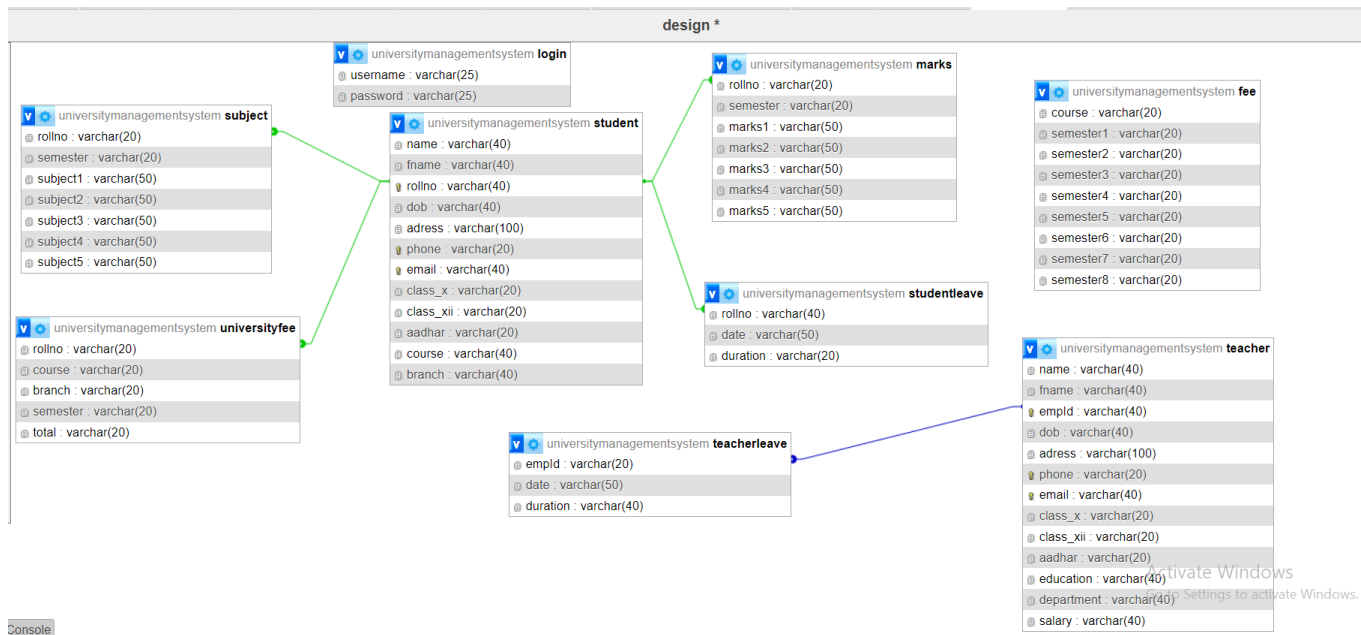 design *
universitymanagementsystem login
username : varchar(25)
password : varchar(25)
universitymanagementsystem subject
rollno : varchar(20)
semester : varchar(20)
subject1 : varchar(50)
subject2 : varchar(50)
subject3 : varchar(50)
subject4 : varchar(50)
subject5 : varchar(50)
universitymanagementsystem student
name : varchar(40)
fname : varchar(40)
rollno : varchar(40)
dob : varchar(40)
adress : varchar(100)
phone : varchar(20)
email : varchar(40)
class_x : varchar(20)
class_xii : varchar(20)
aadhar : varchar(20)
course : varchar(40)
branch : varchar(40)
universitymanagementsystem marks
rollno : varchar(20)
semester : varchar(20)
marks1 : varchar(50)
marks2 : varchar(50)
marks3 : varchar(50)
marks4 : varchar(50)
marks5 : varchar(50)
universitymanagementsystem fee
course : varchar(20)
semester1 : varchar(20)
semester2 : varchar(20)
semester3 : varchar(20)
semester4 : varchar(20)
semester5 : varchar(20)
semester6 : varchar(20)
semester7 : varchar(20)
semester8 : varchar(20)
universitymanagementsystem universityfee
rollno : varchar(20)
course : varchar(20)
branch : varchar(20)
semester : varchar(20)
total : varchar(20)
universitymanagementsystem studentleave
rollno : varchar(40)
date : varchar(50)
duration : varchar(20)
universitymanagementsystem teacherleave
empId : varchar(20)
date : varchar(50)
duration : varchar(40)
universitymanagementsystem teacher
name : varchar(40)
fname : varchar(40)
empId : varchar(40)
dob : varchar(40)
adress : varchar(100)
phone : varchar(20)
email : varchar(40)
class_x : varchar(20)
class_xii : varchar(20)
aadhar : varchar(20)
education : varchar(40)
department : varchar(40)
salary : varchar(40)
Activate Windows
Go to Settings to activate Windows.
Console